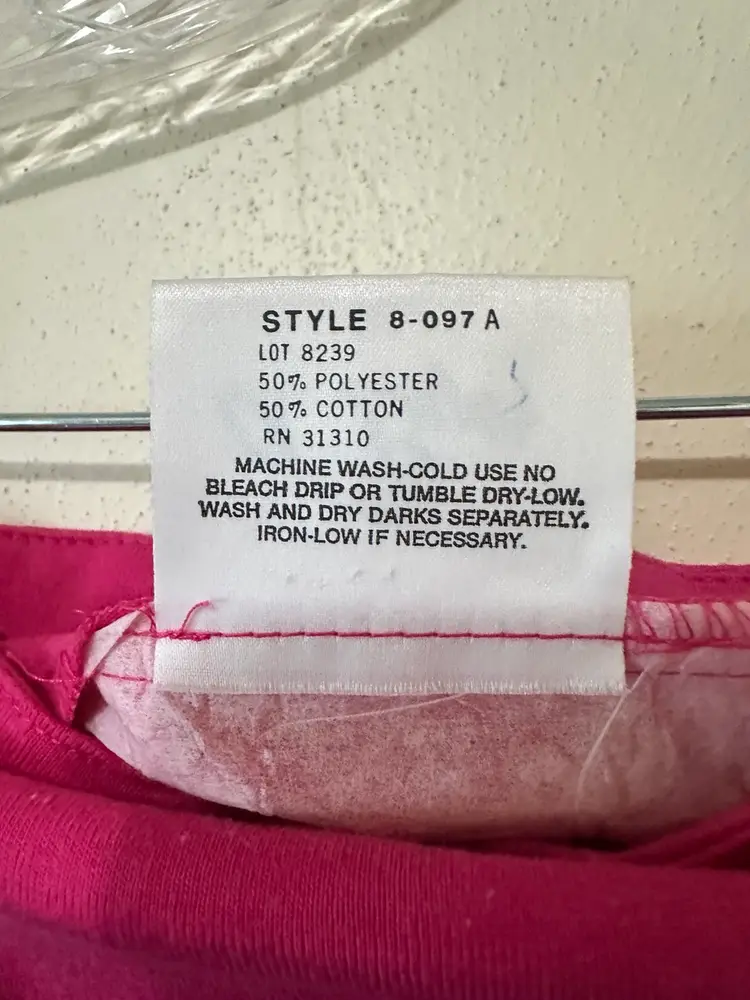 STYLE 8-097 A
LOT 8239
50% POLYESTER
50% COTTON
RN 31310
MACHINE WASH-COLD USE NO
BLEACH DRIP OR TUMBLE DRY-LOW.
WASH AND DRY DARKS SEPARATELY.
IRON-LOW IF NECESSARY.